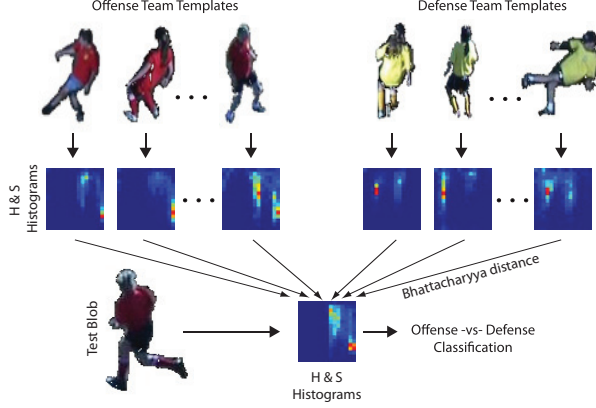 Offense Team Templates
Defense Team Templates
H & S
Histograms
Bhattacharyya distance
Test Blob
Offense -vs- Defense
Classification
H & S
Histograms